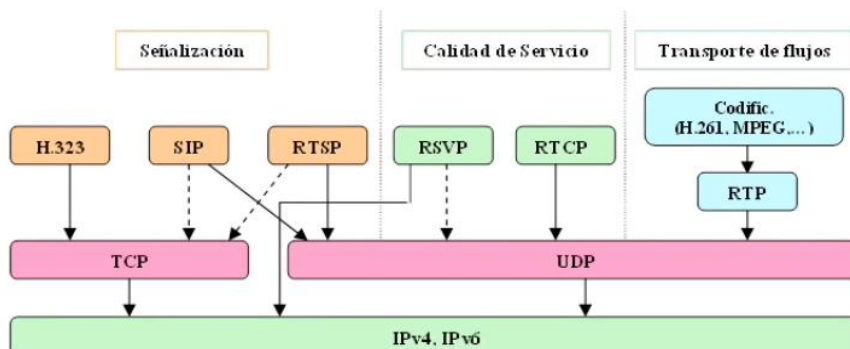 Señalización
Calidad de Servicio
Transporte de flujos
Codific.
(H.261, MPEG,...)
H.323
SIP
RTSP
RSVP
RTCP
RTP
TCP
UDP
IPv4, IPv6